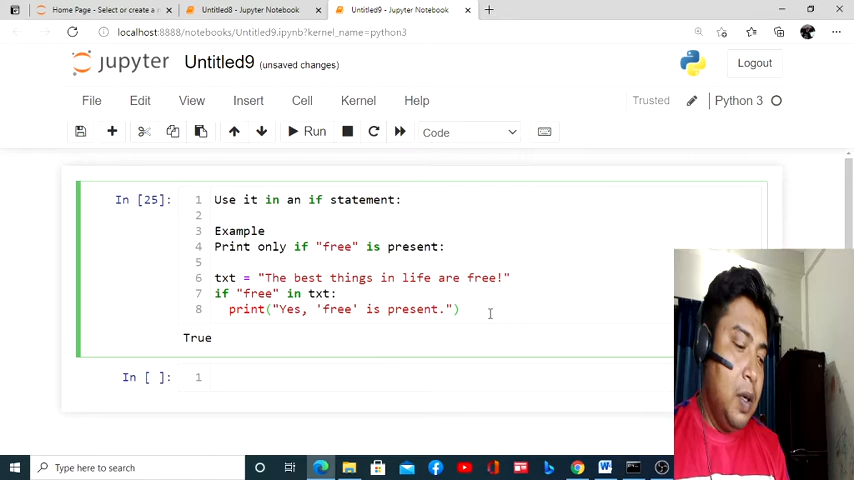 Home Page - Select or create a n
Untitled8 - Jupyter Notebook
Untitled9 - Jupyter Notebook
localhost:8888/notebooks/Untitled9.ipynb?kernel_name=python3
jupyter Untitled9 (unsaved changes)
Logout
File Edit View Insert Cell Kernel Help
Trusted
Python 3
Run
Code
In [25]:
1 Use it in an if statement:
2
3 Example
4 Print only if "free" is present:
5
6 txt = "The best things in life are free!"
7 if "free" in txt:
8 print("Yes, 'free' is present.")
True
In [ ]: 1
Type here to search